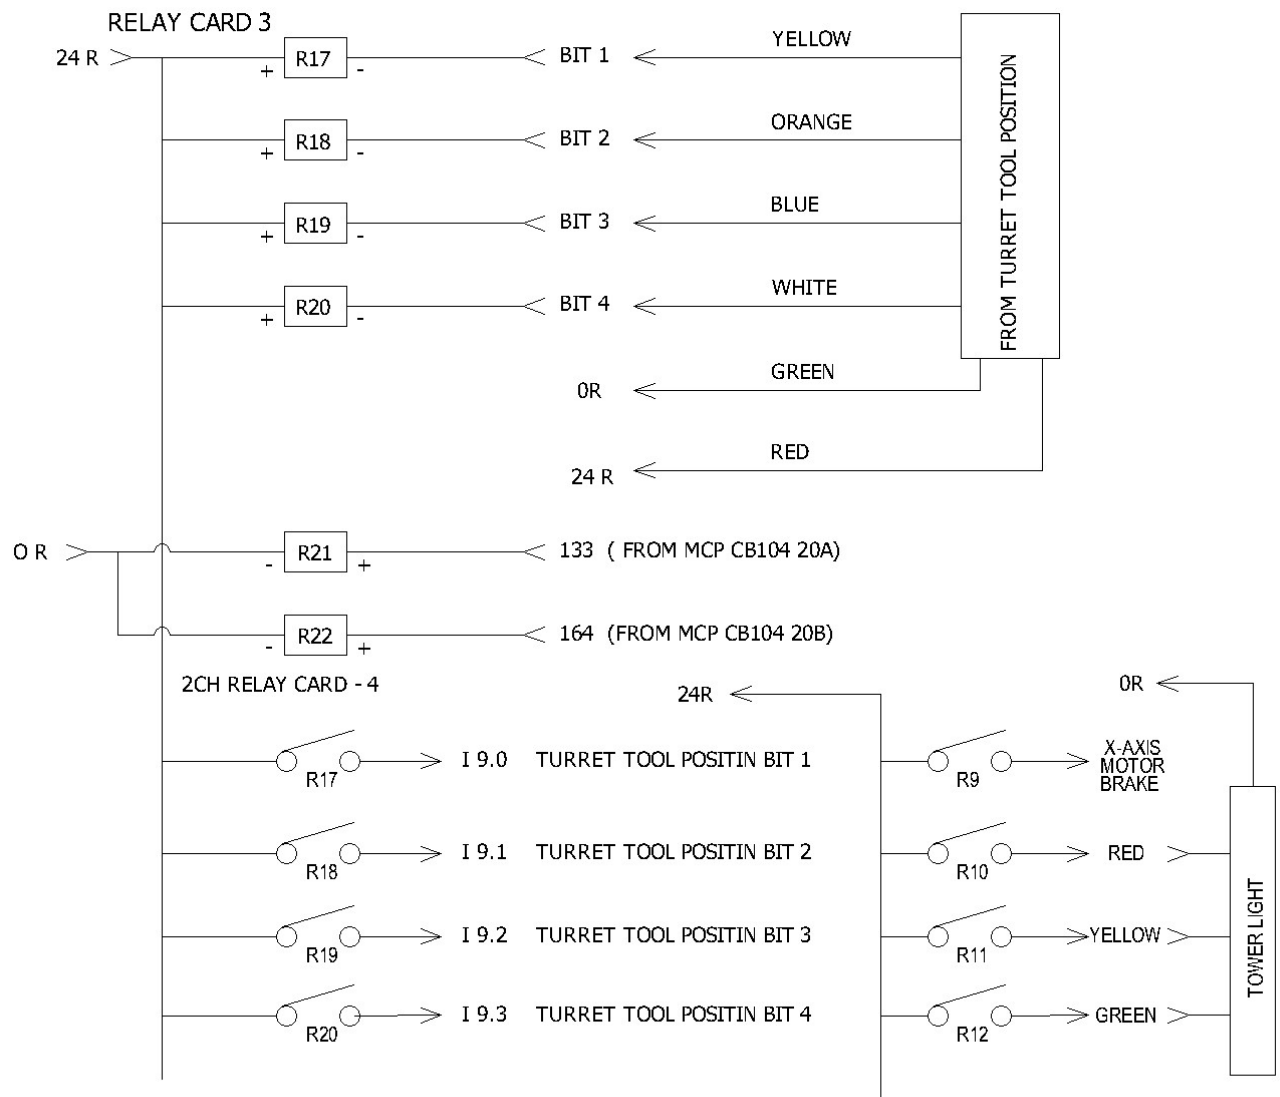 RELAY CARD 3
24 R
+ R17 -
BIT 1
YELLOW
+ R18 -
BIT 2
ORANGE
+ R19 -
BIT 3
BLUE
+ R20 -
BIT 4
WHITE
FROM TURRET TOOL POSITION
0R
GREEN
24 R
RED
O R
- R21 +
133 ( FROM MCP CB104 20A)
- R22 +
164 (FROM MCP CB104 20B)
2CH RELAY CARD - 4
24R
0R
R17
I 9.0 TURRET TOOL POSITIN BIT 1
R9
X-AXIS
MOTOR
BRAKE
R18
I 9.1 TURRET TOOL POSITIN BIT 2
R10
RED
R19
I 9.2 TURRET TOOL POSITIN BIT 3
R11
YELLOW
R20
I 9.3 TURRET TOOL POSITIN BIT 4
R12
GREEN
TOWER LIGHT